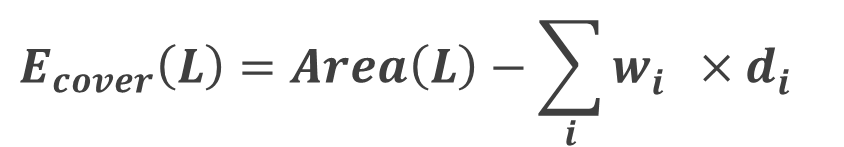 E_cover(L) = Area(L) − ∑_i w_i × d_i